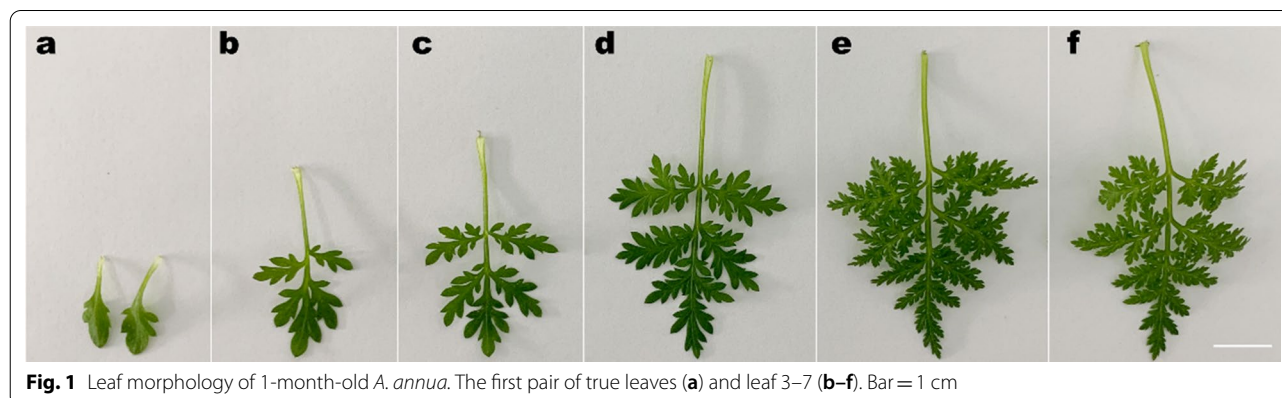 a b c d e f
Fig. 1 Leaf morphology of 1-month-old A. annua. The first pair of true leaves (a) and leaf 3–7 (b–f). Bar = 1 cm